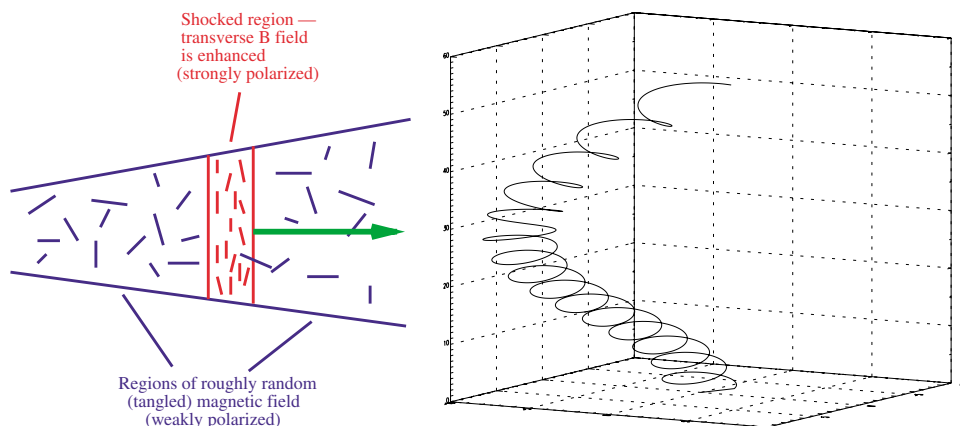 Shocked region —
transverse B field
is enhanced
(strongly polarized)
Regions of roughly random
(tangled) magnetic field
(weakly polarized)
60
50
40
30
20
10